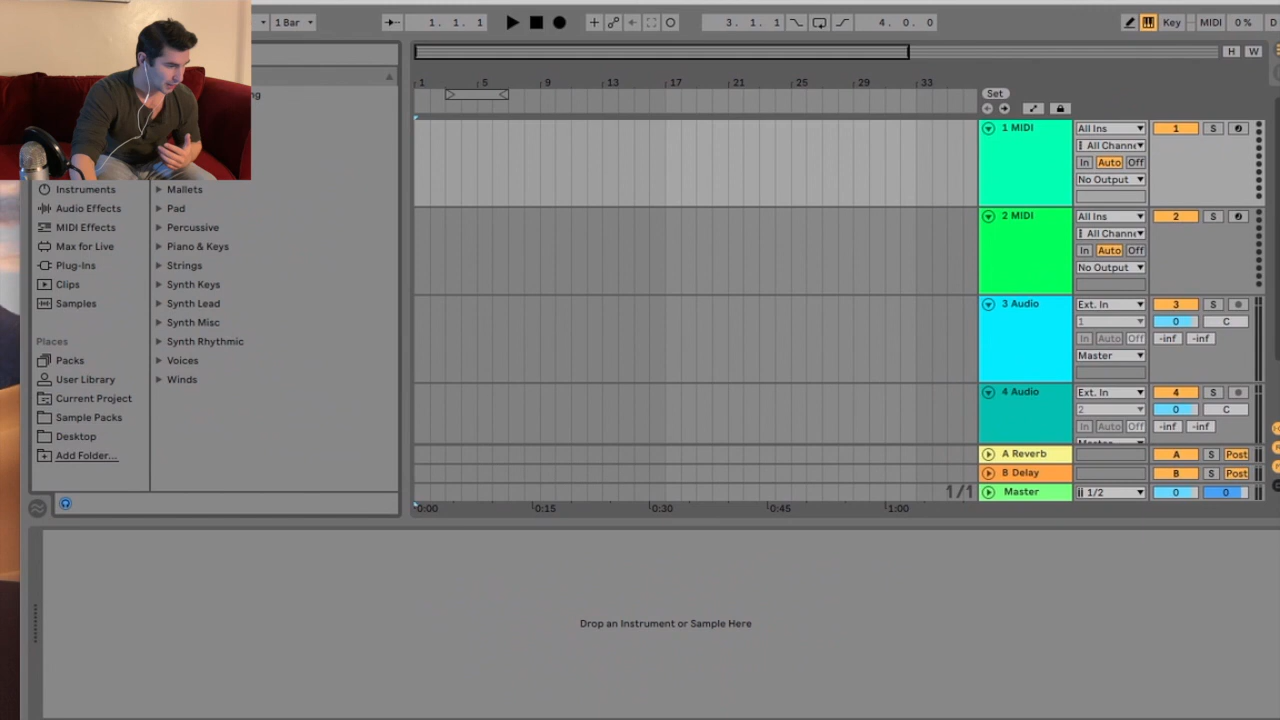 1 Bar
1. 1. 1
3. 1. 1
4. 0. 0
Key
MIDI
0 %
D
H
W
1
5
9
13
17
21
25
29
33
Set
ng
Instruments
Audio Effects
MIDI Effects
Max for Live
Plug-Ins
Clips
Samples
Places
Packs
User Library
Current Project
Sample Packs
Desktop
Add Folder...
Mallets
Pad
Percussive
Piano & Keys
Strings
Synth Keys
Synth Lead
Synth Misc
Synth Rhythmic
Voices
Winds
1 MIDI
All Ins
1
S
All Channe
In Auto Off
No Output
2 MIDI
All Ins
2
S
All Channe
In Auto Off
No Output
3 Audio
Ext. In
3
S
1
0
C
In Auto Off
-inf
-inf
Master
4 Audio
Ext. In
4
S
2
0
C
In Auto Off
-inf
-inf
A Reverb
A
S
Post
B Delay
B
S
Post
1/1
Master
1/2
0
0
0:00
0:15
0:30
0:45
1:00
Drop an Instrument or Sample Here